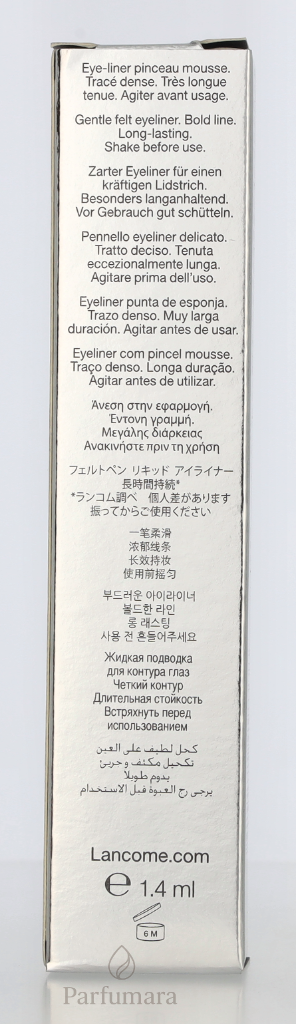 Eye-liner pinceau mousse.
Tracé dense. Très longue
tenue. Agiter avant usage.
Gentle felt eyeliner. Bold line.
Long-lasting.
Shake before use.
Zarter Eyeliner für einen
kräftigen Lidstrich.
Besonders langanhaltend.
Vor Gebrauch gut schütteln.
Pennello eyeliner delicato.
Tratto deciso. Tenuta
eccezionalmente lunga.
Agitare prima dell'uso.
Eyeliner punta de esponja.
Trazo denso. Muy larga
duración. Agitar antes de usar.
Eyeliner com pincel mousse.
Traço denso. Longa duração.
Agitar antes de utilizar.
Άνεση στην εφαρμογή.
Έντονη γραμμή.
Μεγάλης διάρκειας
Ανακινήστε πριν τη χρήση
フェルトペン リキッド アイライナー
長時間持続*
*ランコム調べ 個人差があります
振ってからご使用ください
一笔柔滑
浓郁线条
长效持妆
使用前摇匀
부드러운 아이라이너
볼드한 라인
롱 래스팅
사용 전 흔들어주세요
Жидкая подводка
для контура глаз
Четкий контур
Длительная стойкость
Встряхнуть перед
использованием
كحل لطيف على العين
تكحيل مكثف وجريئ
يدوم طويلا
يرجى رج العبوة قبل الاستخدام
Lancome.com
e 1.4 ml
6 M
Parfumara